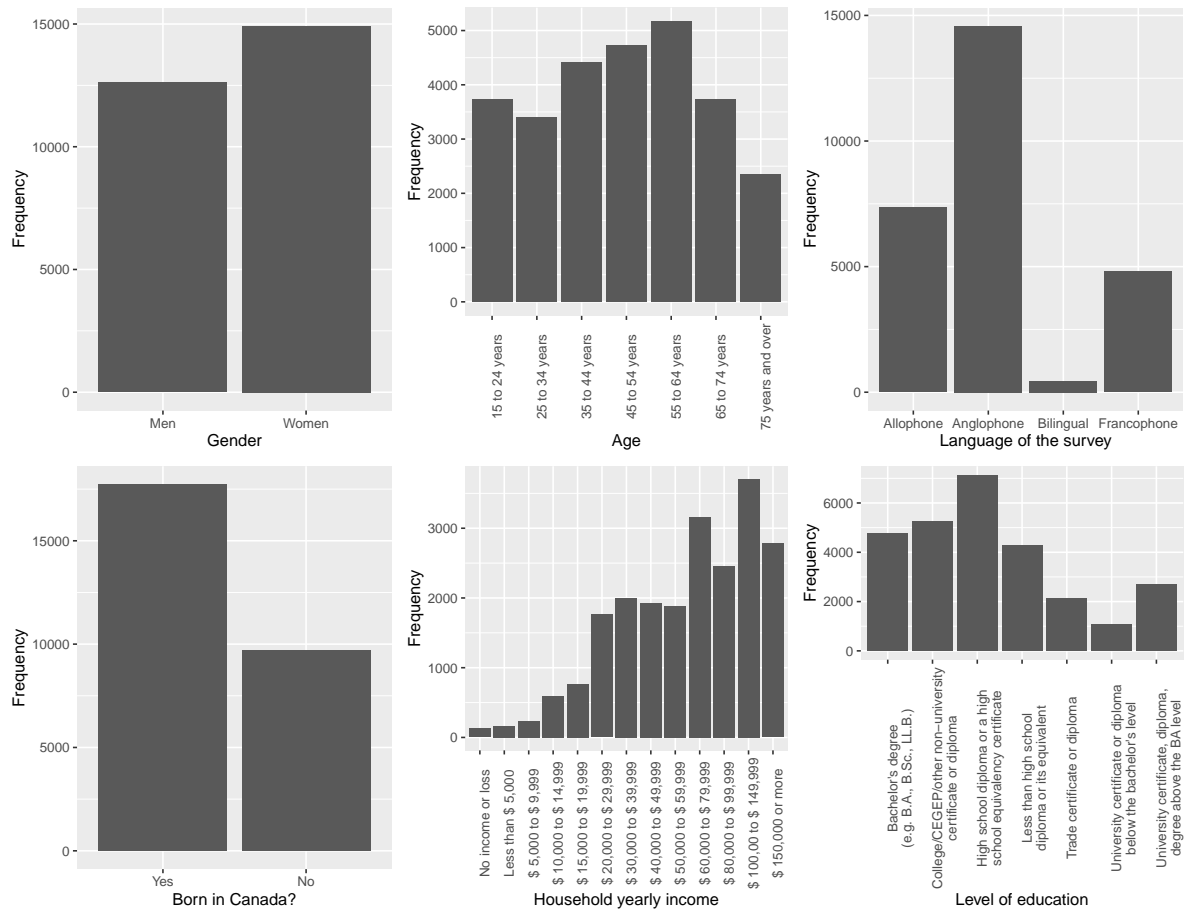 15000
10000
5000
0
Frequency
Men
Women
Gender
5000
4000
3000
2000
1000
0
Frequency
15 to 24 years
25 to 34 years
35 to 44 years
45 to 54 years
55 to 64 years
65 to 74 years
75 years and over
Age
15000
10000
5000
0
Frequency
Allophone
Anglophone
Bilingual
Francophone
Language of the survey
15000
10000
5000
0
Frequency
Yes
No
Born in Canada?
3000
2000
1000
0
Frequency
No income or loss
Less than $ 5,000
$ 5,000 to $ 9,999
$ 10,000 to $ 14,999
$ 15,000 to $ 19,999
$ 20,000 to $ 29,999
$ 30,000 to $ 39,999
$ 40,000 to $ 49,999
$ 50,000 to $ 59,999
$ 60,000 to $ 79,999
$ 80,000 to $ 99,999
$ 100,00 to $ 149,999
$ 150,000 or more
Household yearly income
6000
4000
2000
0
Frequency
Bachelor's degree
(e.g. B.A., B.Sc., LL.B.)
College/CEGEP/other non–university
certificate or diploma
High school diploma or a high
school equivalency certificate
Less than high school
diploma or its equivalent
Trade certificate or diploma
University certificate or diploma
below the bachelor's level
University certificate, diploma,
degree above the BA level
Level of education